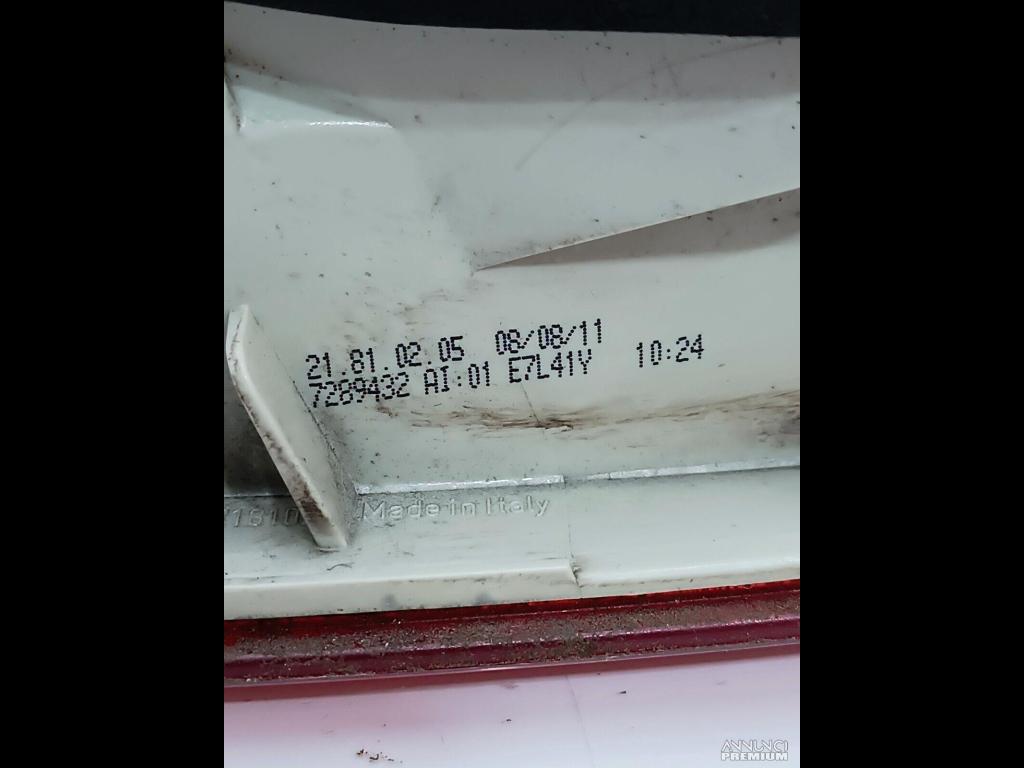 21.81.02.05 08/08/11
7289432 AI:01 E7L41Y 10:24
Made in Italy
ANNUNCI
PREMIUM